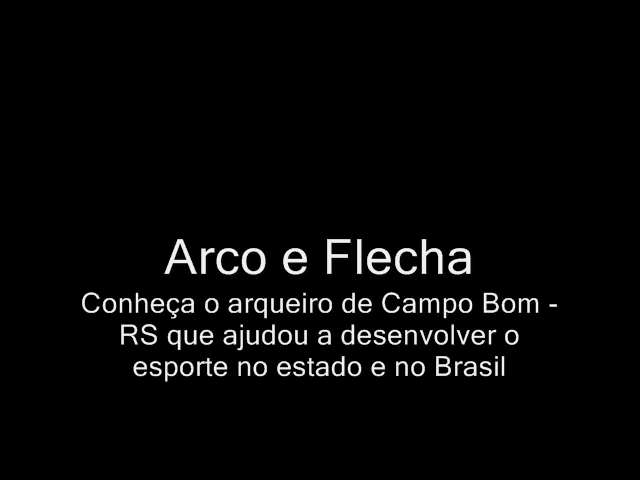 Arco e Flecha
Conheça o arqueiro de Campo Bom -
RS que ajudou a desenvolver o
esporte no estado e no Brasil